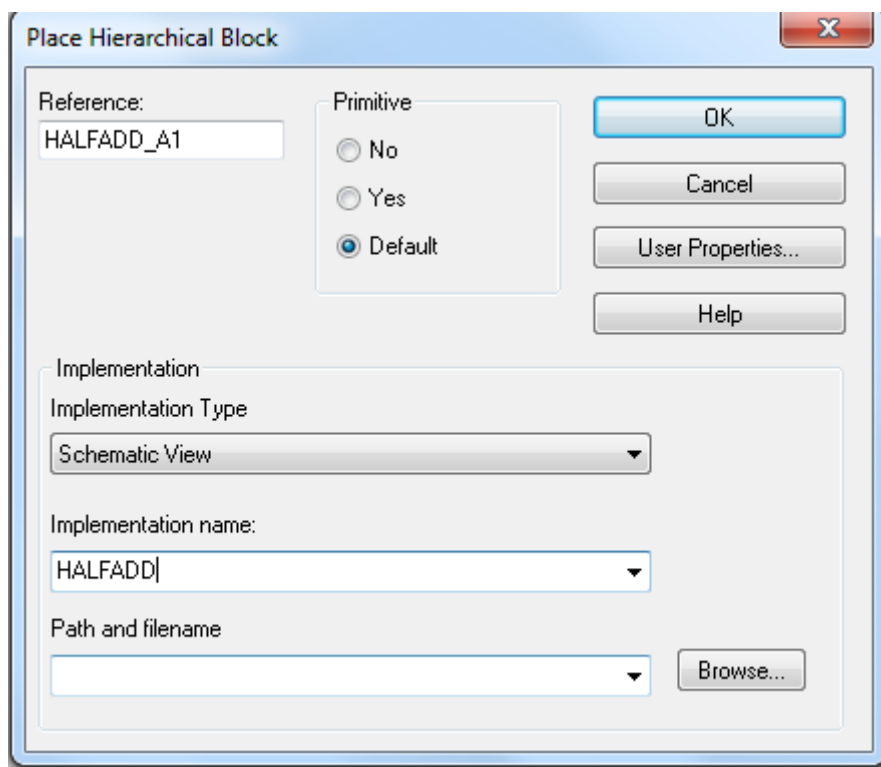 Place Hierarchical Block
Reference:
HALFADD_A1
Primitive
No
Yes
Default
OK
Cancel
User Properties...
Help
Implementation
Implementation Type
Schematic View
Implementation name:
HALFADD
Path and filename
Browse...